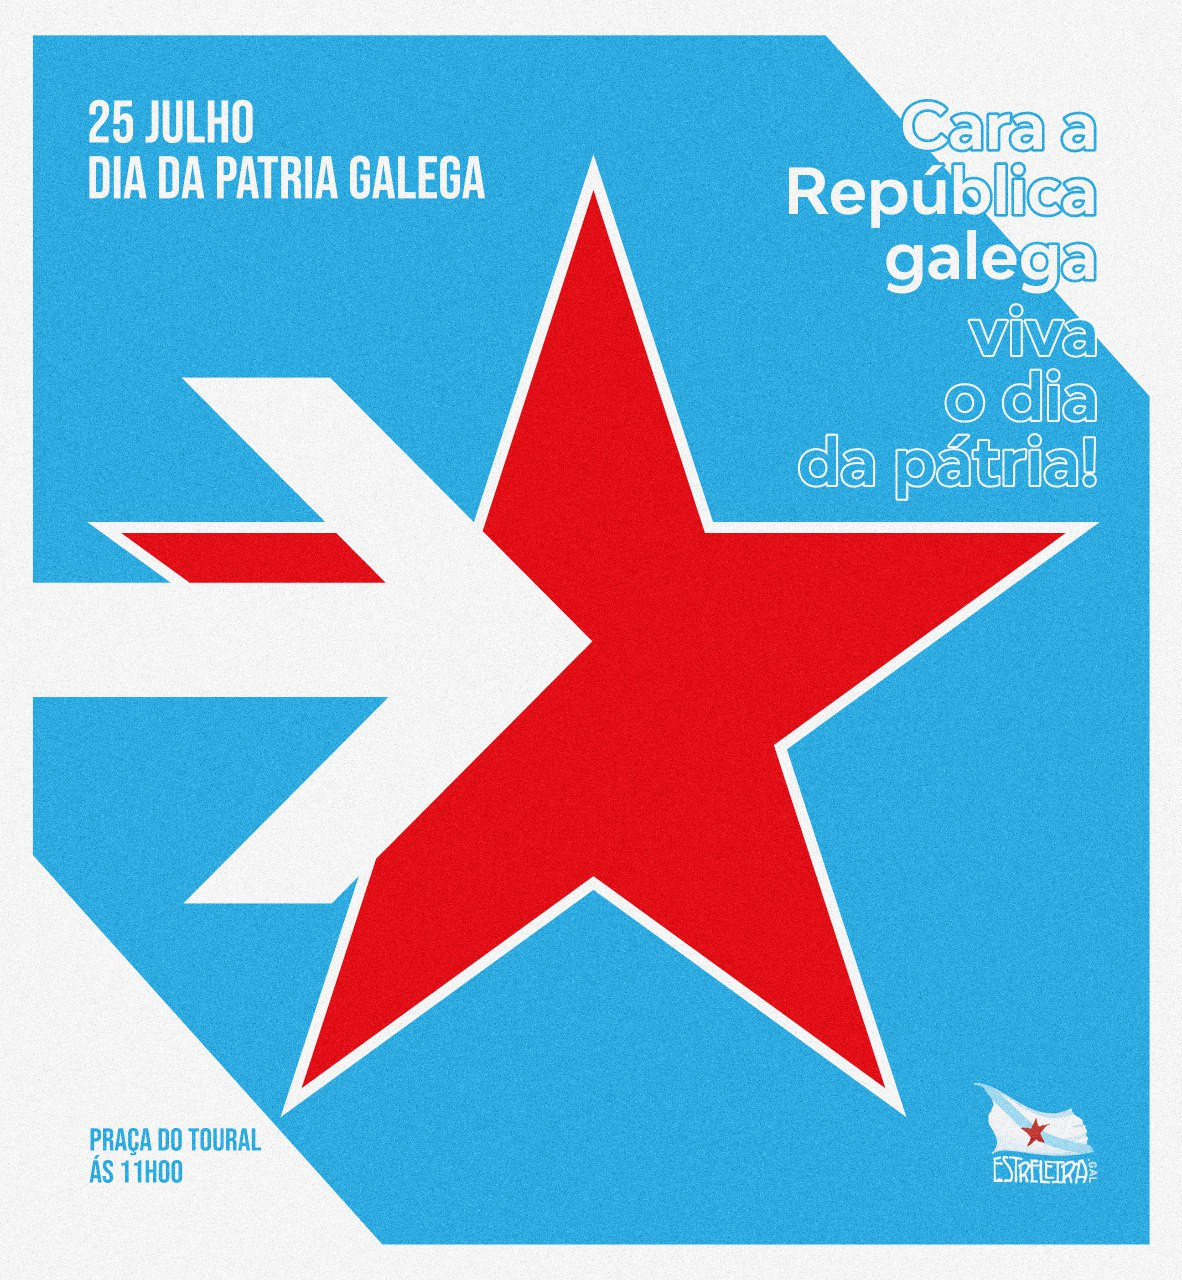 25 JULHO
DIA DA PATRIA GALEGA
Cara a
República
galega
viva
o dia
da pátria!
PRAÇA DO TOURAL
ÁS 11H00
ESTRELEIRA.GAL